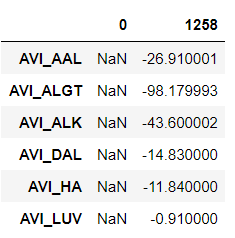 0 1258
AVI_AAL NaN -26.910001
AVI_ALGT NaN -98.179993
AVI_ALK NaN -43.600002
AVI_DAL NaN -14.830000
AVI_HA NaN -11.840000
AVI_LUV NaN -0.910000